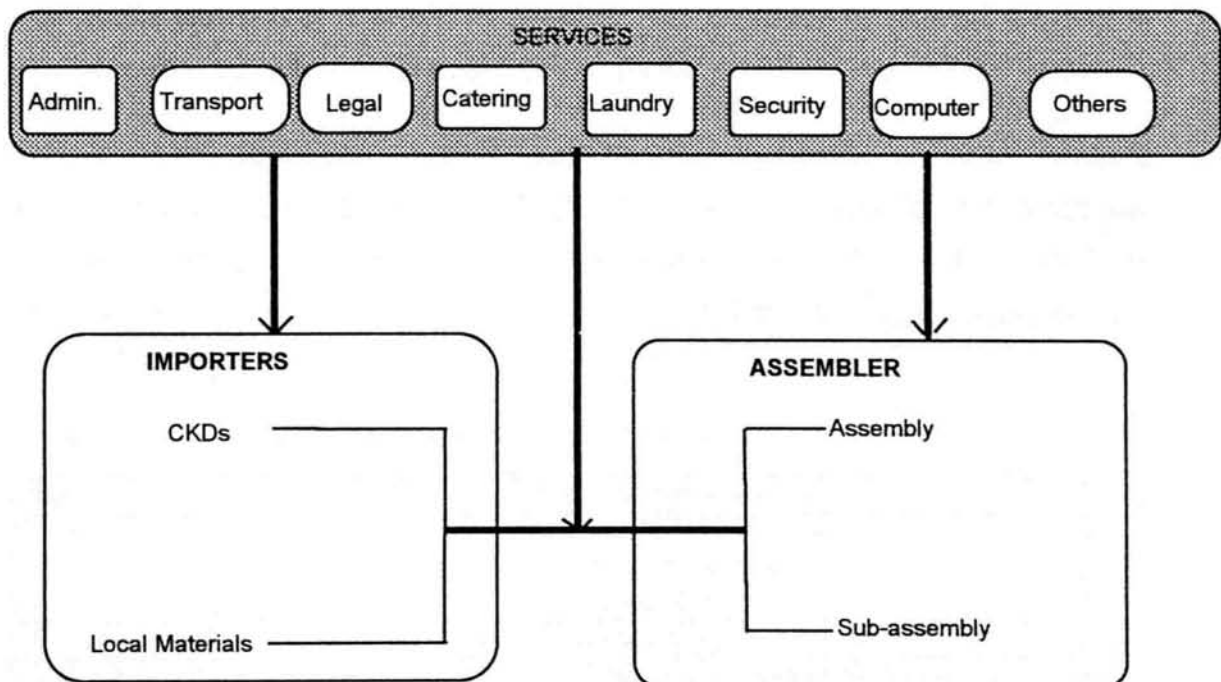 SERVICES
Admin. Transport Legal Catering Laundry Security Computer Others
IMPORTERS
ASSEMBLER
CKDs
Assembly
Local Materials
Sub-assembly